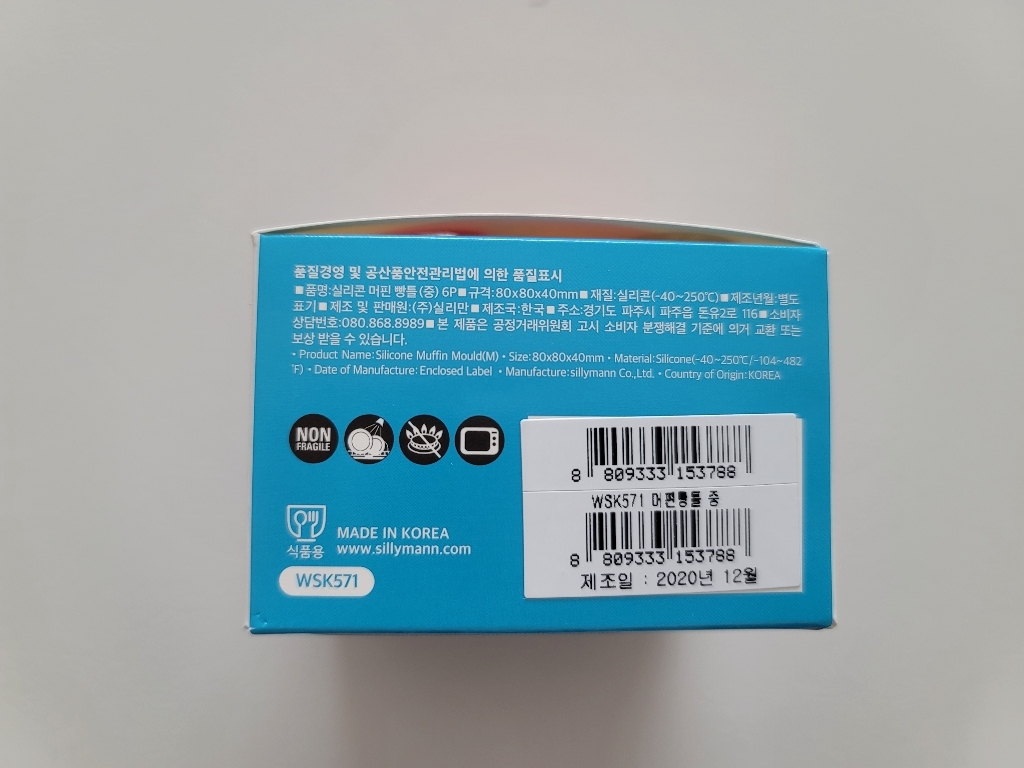 품질경영 및 공산품안전관리법에 의한 품질표시
■품명:실리콘 머핀 빵틀(중) 6P■규격:80x80x40mm■재질:실리콘(-40~250℃)■제조년월:별도
표기■제조 및 판매원:(주)실리만■제조국:한국■주소:경기도 파주시 파주읍 돈유2로 116■소비자
상담번호:080.868.8989■본 제품은 공정거래위원회 고시 소비자 분쟁해결 기준에 의거 교환 또는
보상 받을 수 있습니다.
・Product Name:Silicone Muffin Mould(M)・Size:80x80x40mm・Material:Silicone(-40~250℃/-104~482
℉)・Date of Manufacture:Enclosed Label ・Manufacture:sillymann Co.,Ltd.・Country of Origin:KOREA
NON
FRAGILE
8 809333 153788
WSK571 머핀빵틀 중
8 809333 153788
제조일 : 2020년 12월
식품용
MADE IN KOREA
www.sillymann.com
WSK571